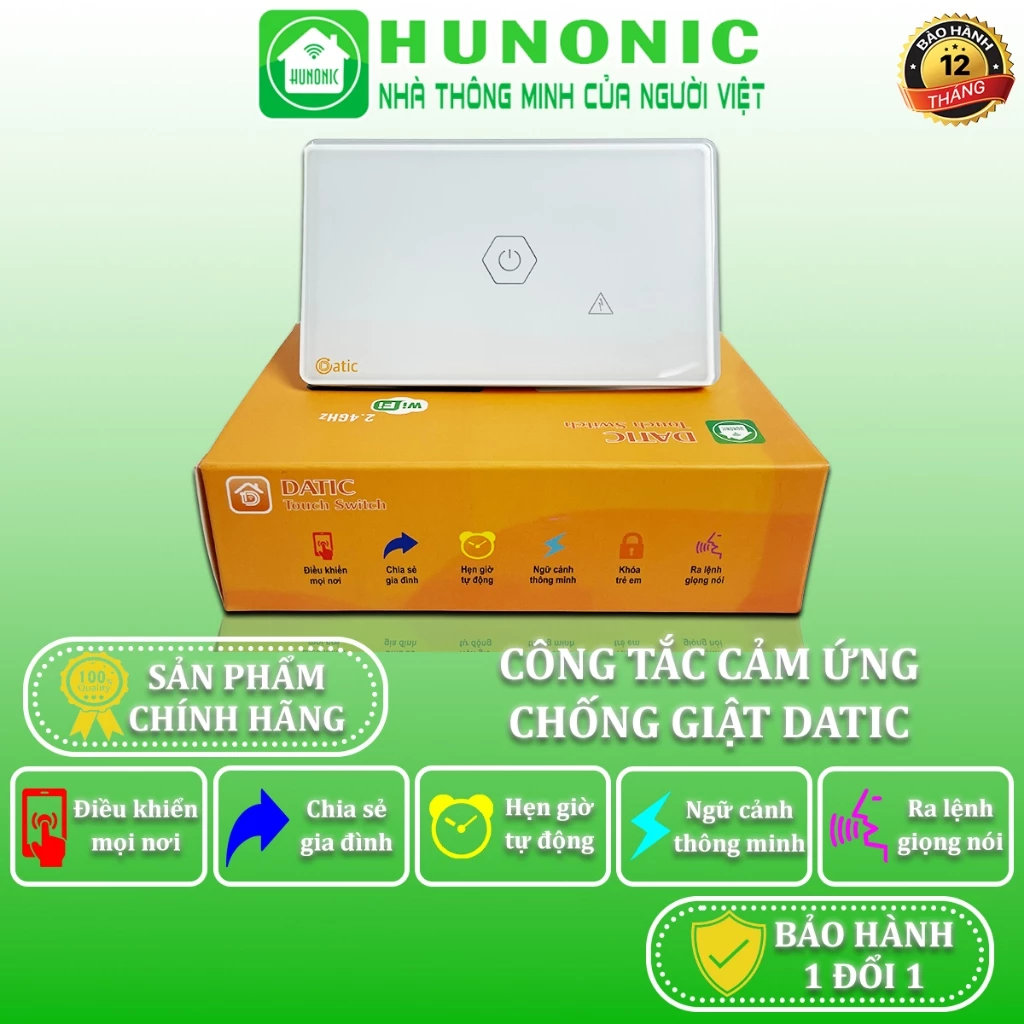 HUNONIC
HUNONIC
NHÀ THÔNG MINH CỦA NGƯỜI VIỆT
BẢO HÀNH
12
THÁNG
Datic
WiFi
2.4GHz
HUNONIC
DATIC
Touch Switch
DATIC
Touch Switch
Điều khiển
mọi nơi
Chia sẻ
gia đình
Hẹn giờ
tự động
Ngữ cảnh
thông minh
Khóa
trẻ em
Ra lệnh
giọng nói
100%
Quality
SẢN PHẨM
CHÍNH HÃNG
CÔNG TẮC CẢM ỨNG
CHỐNG GIẬT DATIC
Điều khiển
mọi nơi
Chia sẻ
gia đình
Hẹn giờ
tự động
Ngữ cảnh
thông minh
Ra lệnh
giọng nói
BẢO HÀNH
1 ĐỔI 1